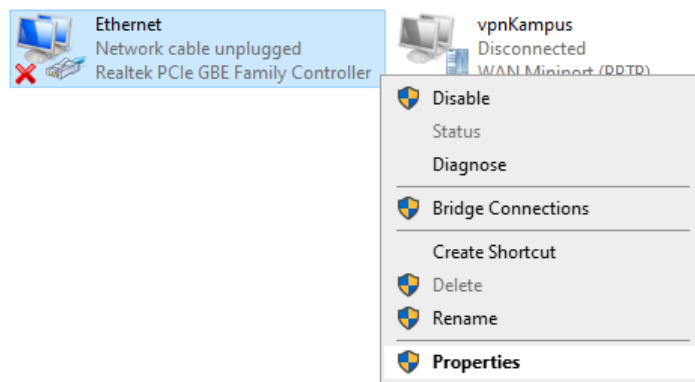 Ethernet
Network cable unplugged
Realtek PCIe GBE Family Controller
vpnKampus
Disconnected
WAN Miniport (PPTP)
Disable
Status
Diagnose
Bridge Connections
Create Shortcut
Delete
Rename
Properties